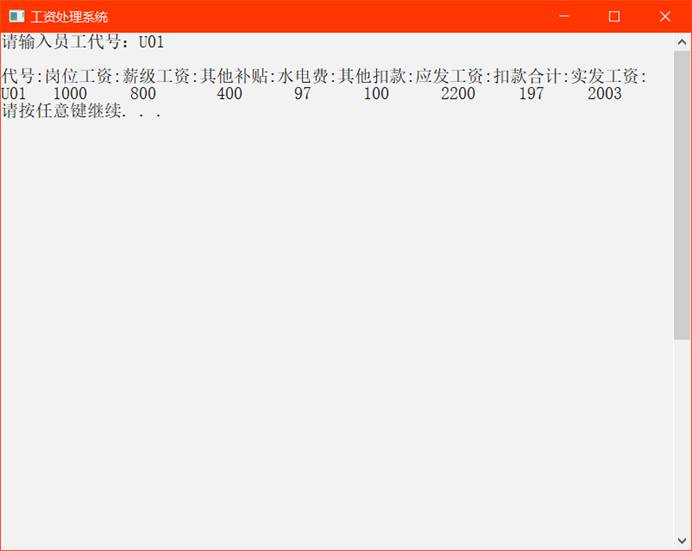 工资处理系统
请输入员工代号：U01
代号:岗位工资:薪级工资:其他补贴:水电费:其他扣款:应发工资:扣款合计:实发工资:
U01 1000 800 400 97 100 2200 197 2003
请按任意键继续. . .